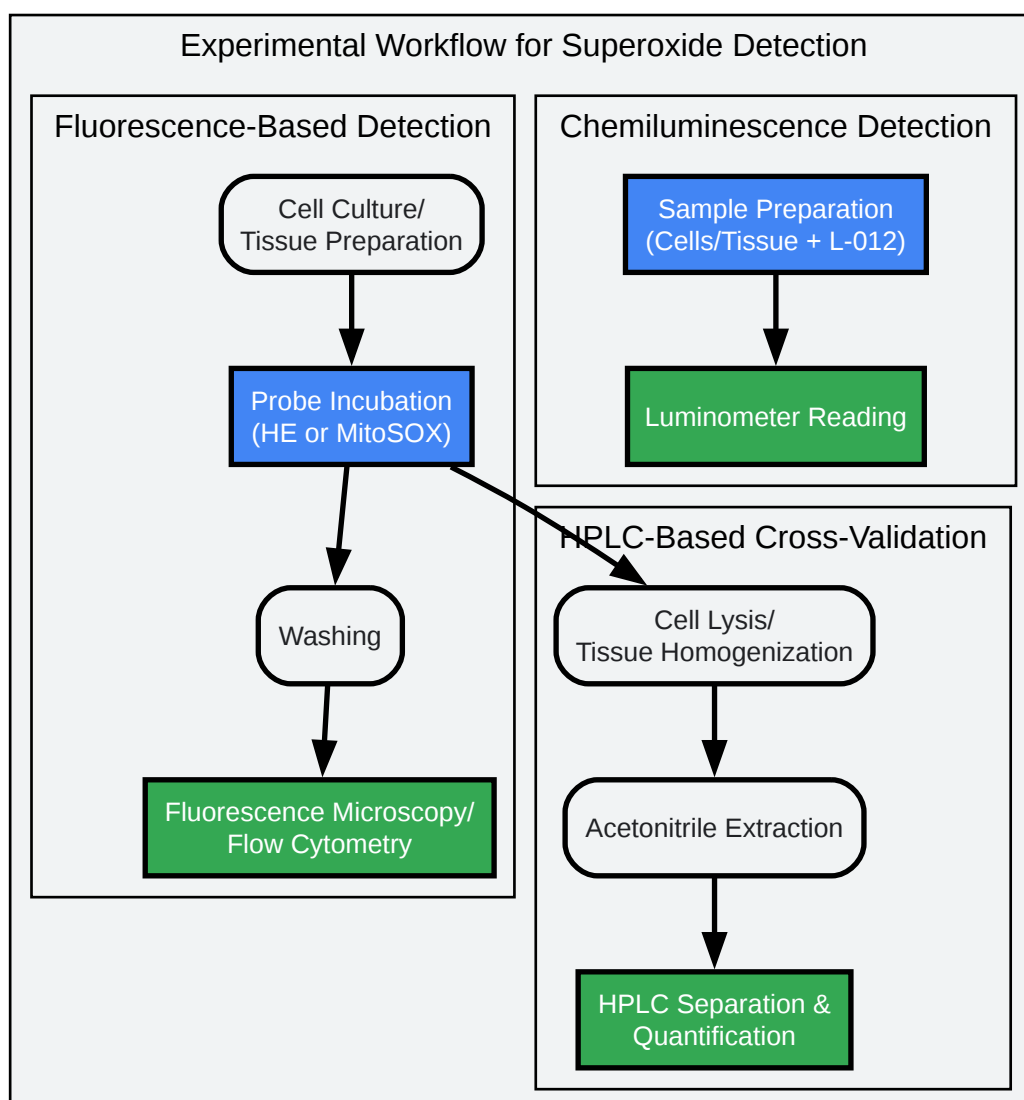 Experimental Workflow for Superoxide Detection
Fluorescence-Based Detection
Cell Culture/
Tissue Preparation
Probe Incubation
(HE or MitoSOX)
Washing
Fluorescence Microscopy/
Flow Cytometry
Chemiluminescence Detection
Sample Preparation
(Cells/Tissue + L-012)
Luminometer Reading
HPLC-Based Cross-Validation
Cell Lysis/
Tissue Homogenization
Acetonitrile Extraction
HPLC Separation &
Quantification